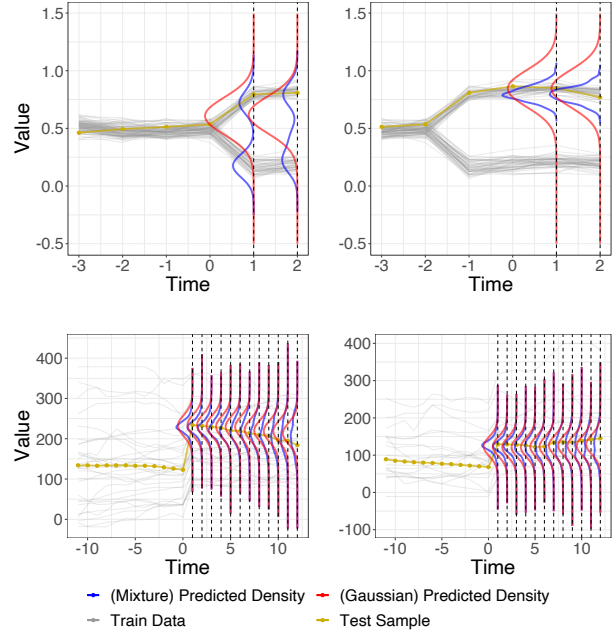 1.5
1.0
0.5
0.0
-0.5
Value
-3 -2 -1 0 1 2
Time
1.5
1.0
0.5
0.0
-0.5
-3 -2 -1 0 1 2
Time
400
300
200
100
0
Value
-10 -5 0 5 10
Time
400
300
200
100
0
-100
-10 -5 0 5 10
Time
(Mixture) Predicted Density (Gaussian) Predicted Density
Train Data Test Sample